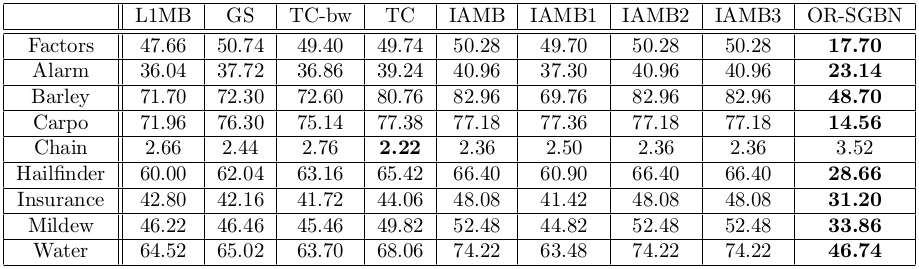 L1MB GS TC-bw TC IAMB IAMB1 IAMB2 IAMB3 OR-SGBN
Factors 47.66 50.74 49.40 49.74 50.28 49.70 50.28 50.28 17.70
Alarm 36.04 37.72 36.86 39.24 40.96 37.30 40.96 40.96 23.14
Barley 71.70 72.30 72.60 80.76 82.96 69.76 82.96 82.96 48.70
Carpo 71.96 76.30 75.14 77.38 77.18 77.36 77.18 77.18 14.56
Chain 2.66 2.44 2.76 2.22 2.36 2.50 2.36 2.36 3.52
Hailfinder 60.00 62.04 63.16 65.42 66.40 60.90 66.40 66.40 28.66
Insurance 42.80 42.16 41.72 44.06 48.08 41.42 48.08 48.08 31.20
Mildew 46.22 46.46 45.46 49.82 52.48 44.82 52.48 52.48 33.86
Water 64.52 65.02 63.70 68.06 74.22 63.48 74.22 74.22 46.74